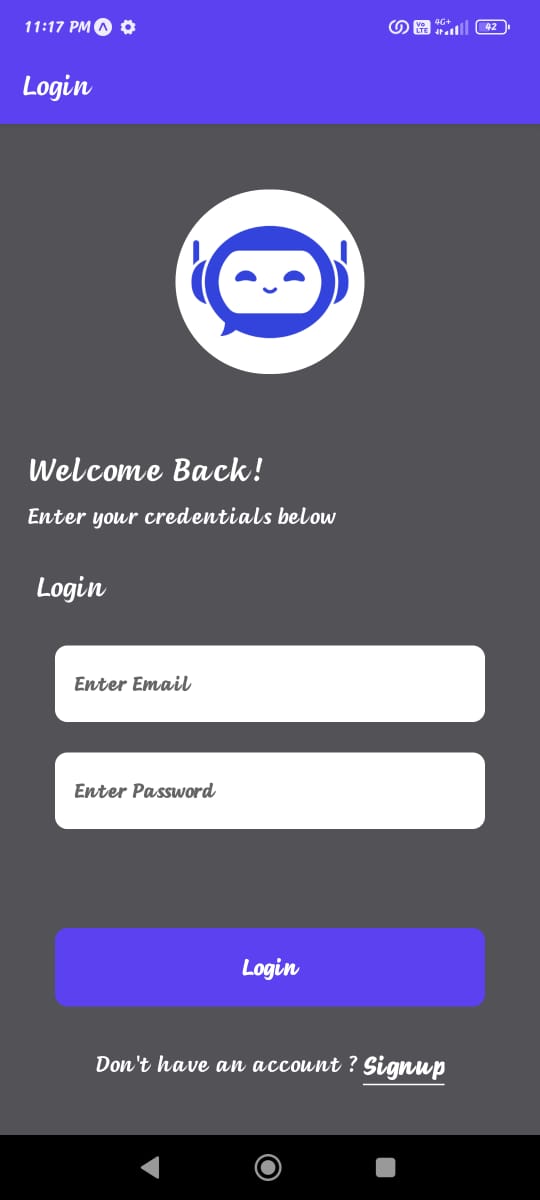 11:17 PM
Vo LTE 4G+ 42
Login
Welcome Back!
Enter your credentials below
Login
Enter Email
Enter Password
Login
Don't have an account ? Signup